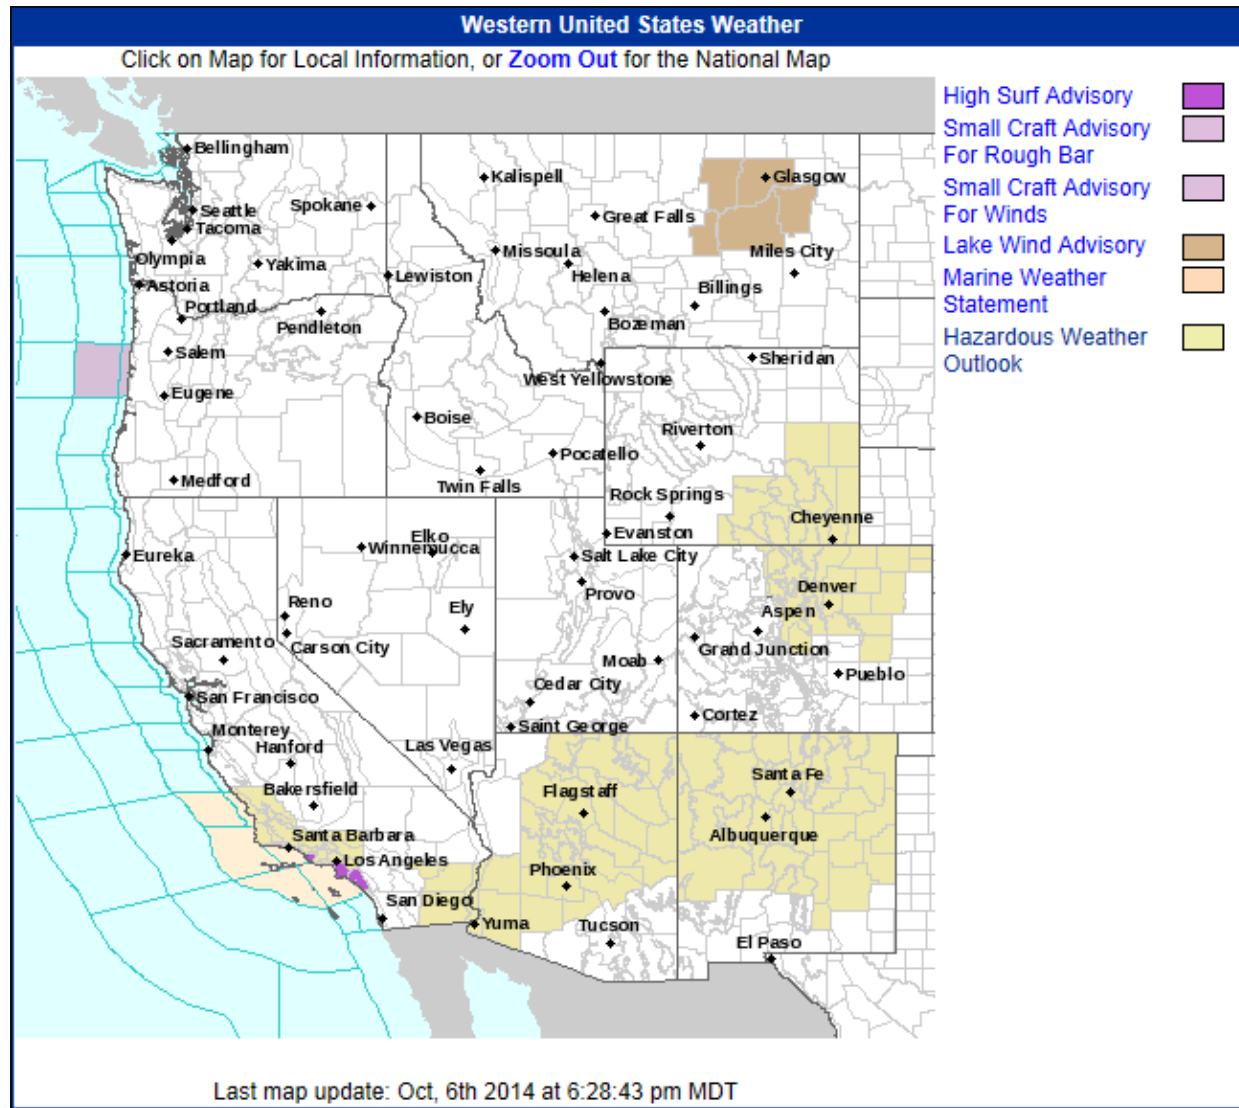 Western United States Weather
Click on Map for Local Information, or Zoom Out for the National Map
High Surf Advisory
Small Craft Advisory
For Rough Bar
Small Craft Advisory
For Winds
Lake Wind Advisory
Marine Weather
Statement
Hazardous Weather
Outlook
Bellingham
Kalispell
Glasgow
Spokane
Seattle
Great Falls
Tacoma
Olympia
Missoula
Miles City
Yakima
Lewiston
Helena
Astoria
Billings
Portland
Pendleton
Bozeman
Salem
Sheridan
West Yellowstone
Eugene
Boise
Riverton
Pocatello
Medford
Twin Falls
Rock Springs
Cheyenne
Evanston
Elko
Winnemucca
Eureka
Salt Lake City
Provo
Denver
Reno
Ely
Aspen
Sacramento
Carson City
Grand Junction
Moab
Pueblo
Cedar City
San Francisco
Cortez
Saint George
Monterey
Hanford
Las Vegas
Santa Fe
Bakersfield
Flagstaff
Santa Barbara
Albuquerque
Los Angeles
Phoenix
San Diego
Yuma
Tucson
El Paso
Last map update: Oct, 6th 2014 at 6:28:43 pm MDT